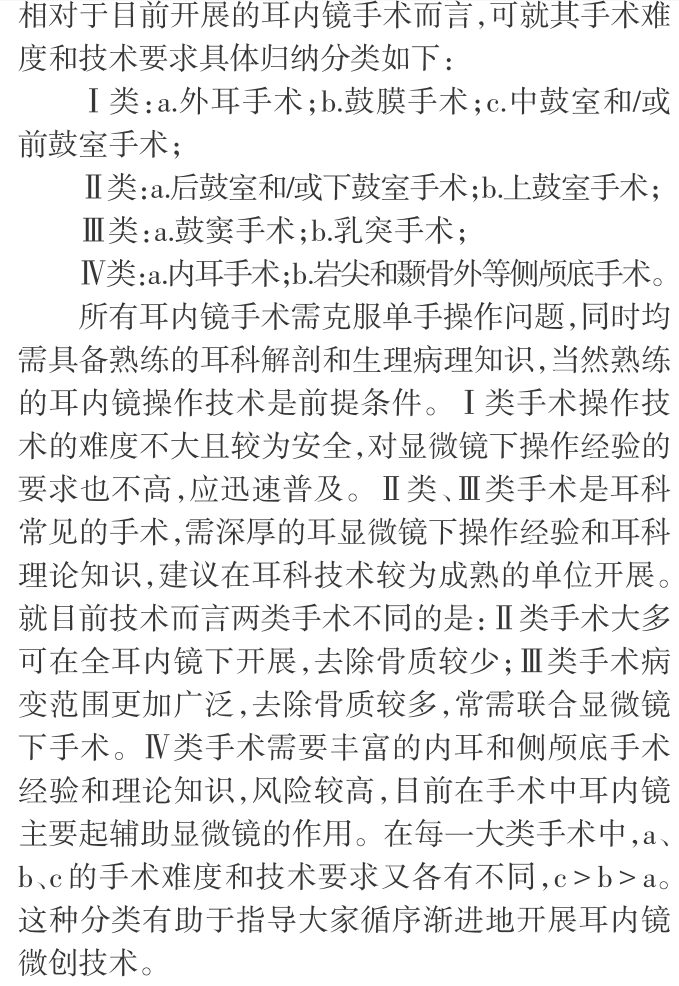 相对于目前开展的耳内镜手术而言,可就其手术难
度和技术要求具体归纳分类如下:
Ⅰ类:a.外耳手术;b.鼓膜手术;c.中鼓室和/或
前鼓室手术;
Ⅱ类:a.后鼓室和/或下鼓室手术;b.上鼓室手术;
Ⅲ类:a.鼓窦手术;b.乳突手术;
Ⅳ类:a.内耳手术;b.岩尖和颞骨外等侧颅底手术。
所有耳内镜手术需克服单手操作问题,同时均
需具备熟练的耳科解剖和生理病理知识,当然熟练
的耳内镜操作技术是前提条件。Ⅰ类手术操作技
术的难度不大且较为安全,对显微镜下操作经验的
要求也不高,应迅速普及。Ⅱ类、Ⅲ类手术是耳科
常见的手术,需深厚的耳显微镜下操作经验和耳科
理论知识,建议在耳科技术较为成熟的单位开展。
就目前技术而言两类手术不同的是:Ⅱ类手术大多
可在全耳内镜下开展,去除骨质较少;Ⅲ类手术病
变范围更加广泛,去除骨质较多,常需联合显微镜
下手术。Ⅳ类手术需要丰富的内耳和侧颅底手术
经验和理论知识,风险较高,目前在手术中耳内镜
主要起辅助显微镜的作用。在每一大类手术中,a、
b、c的手术难度和技术要求又各有不同,c>b>a。
这种分类有助于指导大家循序渐进地开展耳内镜
微创技术。